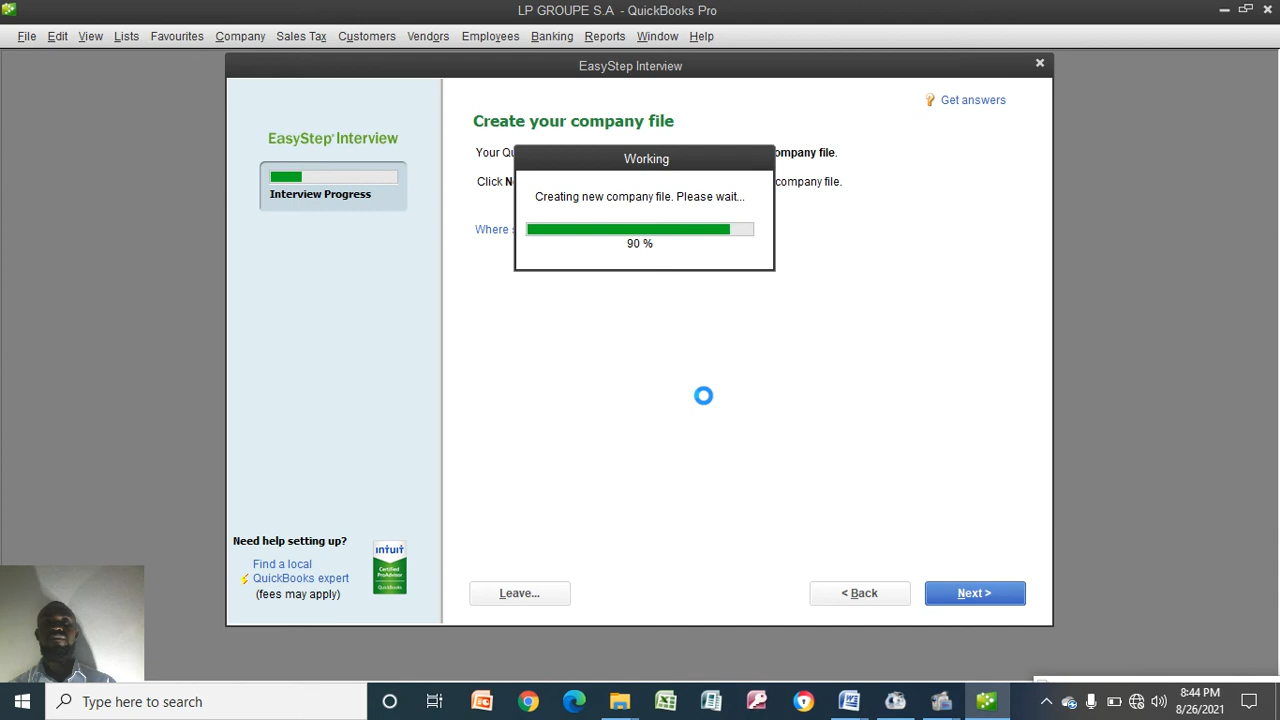 LP GROUPE S.A - QuickBooks Pro
File Edit View Lists Favourites Company Sales Tax Customers Vendors Employees Banking Reports Window Help
EasyStep Interview
Get answers
EasyStep Interview
Interview Progress
Create your company file
Your Qu
ompany file.
Click N
company file.
Where s
Working
Creating new company file. Please wait...
90 %
Need help setting up?
Find a local
QuickBooks expert
(fees may apply)
intuit
Certified
ProAdvisor
QuickBooks
Leave...
< Back
Next >
Type here to search
8:44 PM
8/26/2021